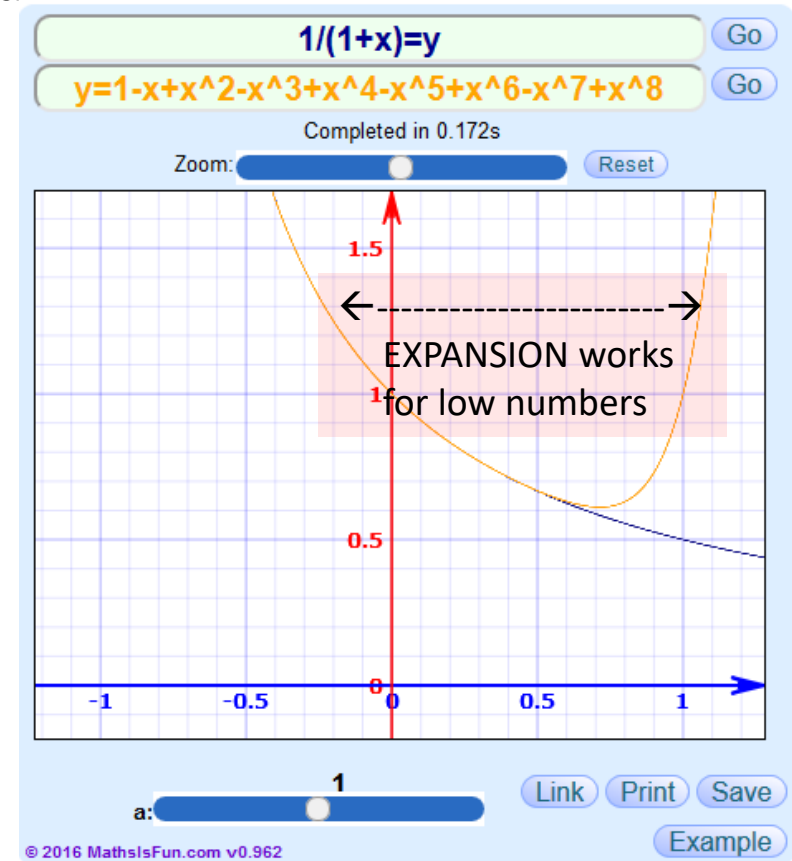 1/(1+x)=y
Go
y=1-x+x^2-x^3+x^4-x^5+x^6-x^7+x^8
Go
Completed in 0.172s
Zoom:
Reset
1.5
←-----------------------→
EXPANSION works
1
for low numbers
0.5
0
-1
-0.5
0
0.5
1
1
a:
Link
Print
Save
Example
© 2016 MathsIsFun.com v0.962